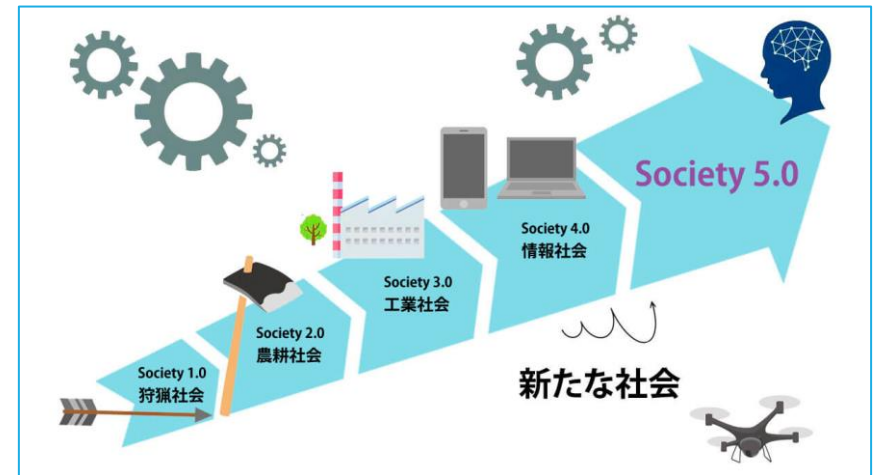 Society 1.0
狩猟社会
Society 2.0
農耕社会
Society 3.0
工業社会
Society 4.0
情報社会
Society 5.0
新たな社会